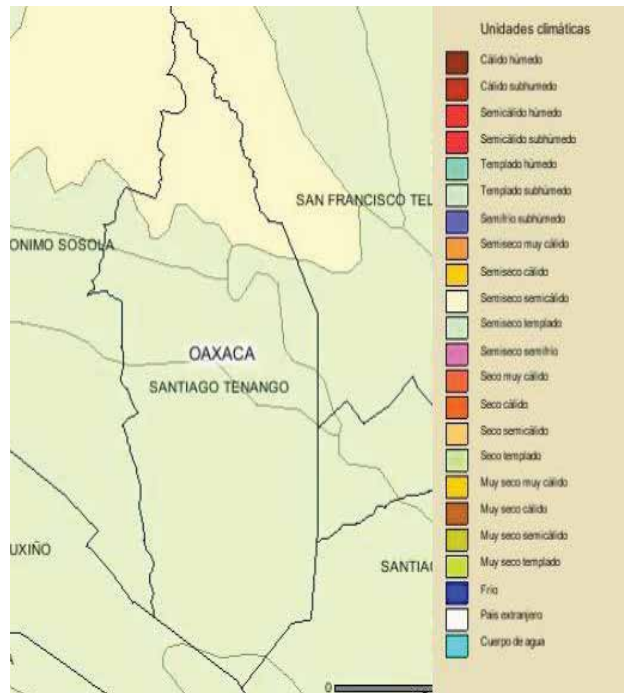 Unidades climáticas
Cálido húmedo
Cálido subhumedo
Semicálido húmedo
Semicálido subhúmedo
Templado húmedo
Templado subhúmedo
Semifrío subhúmedo
Semiseco muy cálido
Semiseco cálido
Semiseco semicálido
Semiseco templado
Semiseco semifrío
Seco muy cálido
Seco cálido
Seco semicálido
Seco templado
Muy seco muy cálido
Muy seco cálido
Muy seco semicálido
Muy seco templado
Frío
País extranjero
Cuerpo de agua
SAN FRANCISCO TEL
ONIMO SOSOLA
OAXACA
SANTIAGO TENANGO
UXIÑO
SANTIAG
A
0